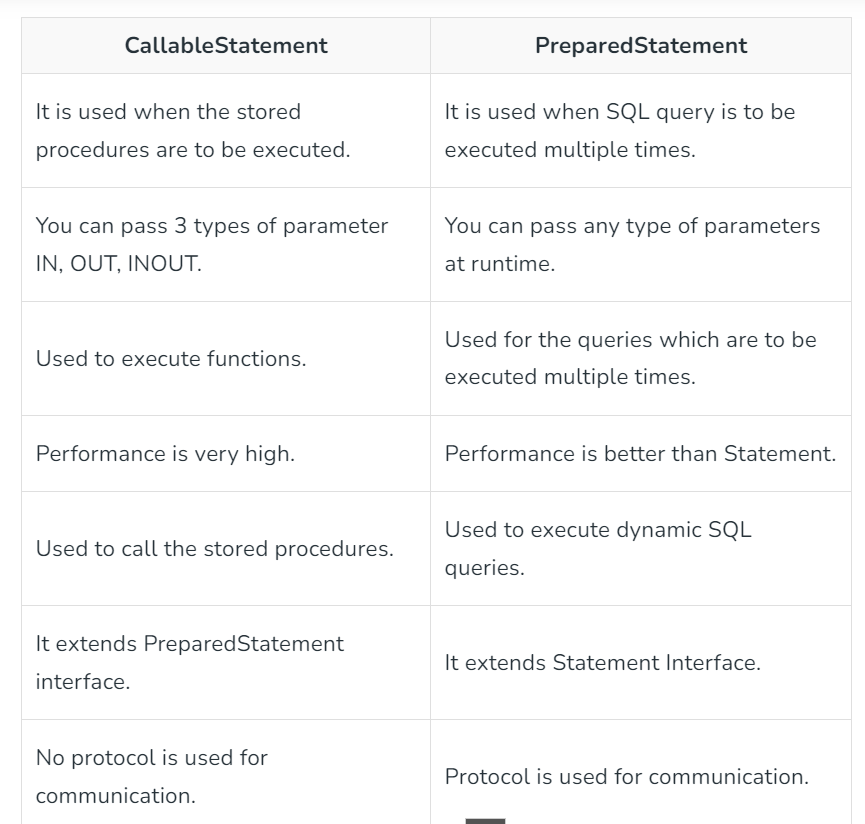 CallableStatement
PreparedStatement
It is used when the stored
procedures are to be executed.
It is used when SQL query is to be
executed multiple times.
You can pass 3 types of parameter
IN, OUT, INOUT.
You can pass any type of parameters
at runtime.
Used to execute functions.
Used for the queries which are to be
executed multiple times.
Performance is very high.
Performance is better than Statement.
Used to call the stored procedures.
Used to execute dynamic SQL
queries.
It extends PreparedStatement
interface.
It extends Statement Interface.
No protocol is used for
communication.
Protocol is used for communication.